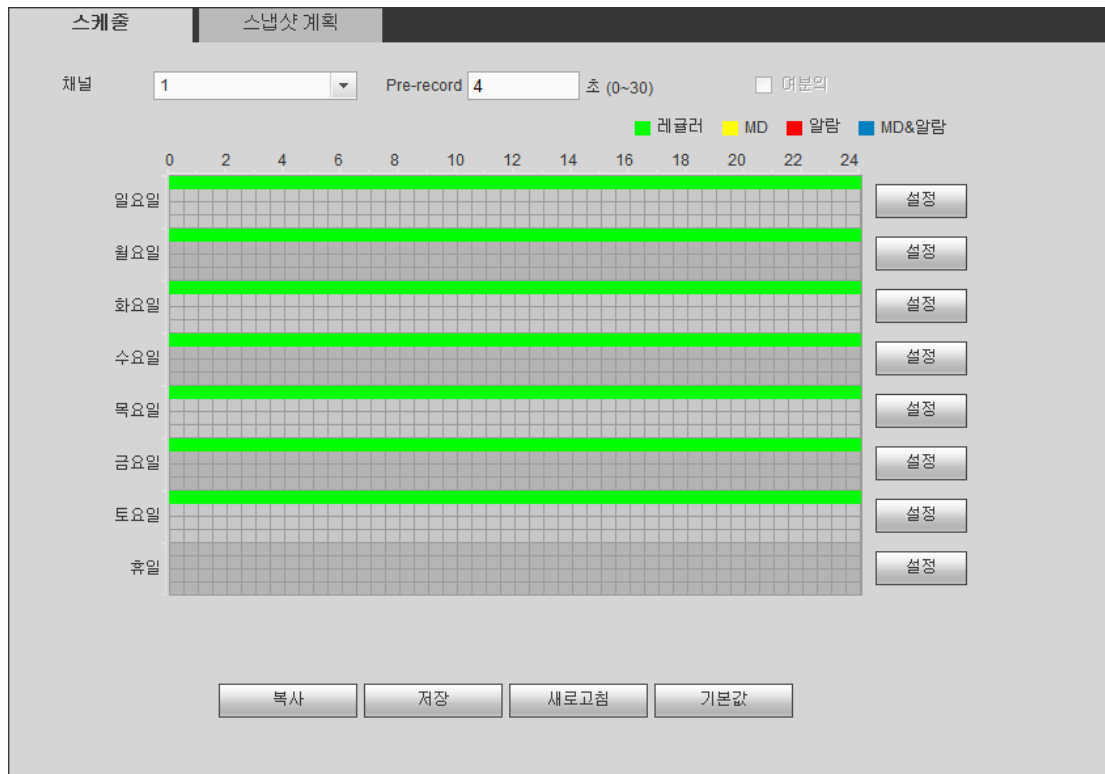 스케줄 스냅샷 계획
채널 1 Pre-record 4 초 (0~30) 여분의
레귤러 MD 알람 MD&알람
0 2 4 6 8 10 12 14 16 18 20 22 24
일요일 설정
월요일 설정
화요일 설정
수요일 설정
목요일 설정
금요일 설정
토요일 설정
휴일 설정
복사 저장 새로고침 기본값